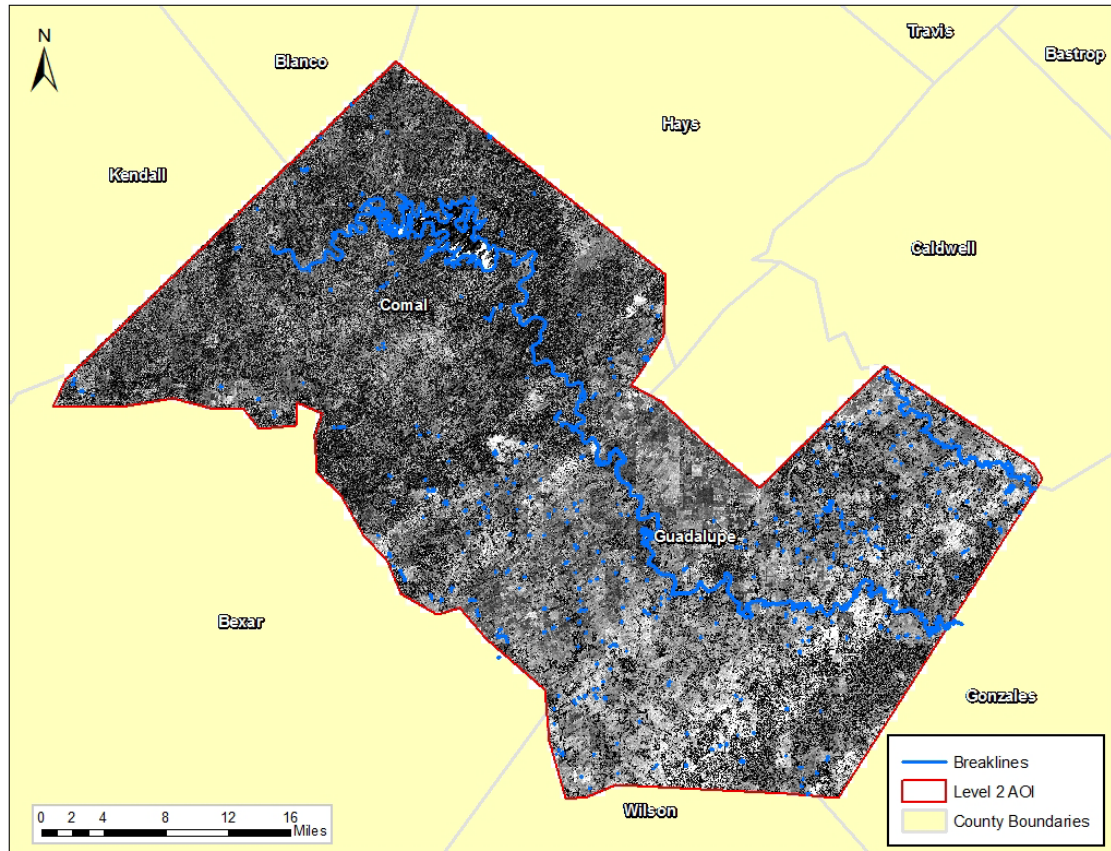 N
Travis
Bastrop
Blanco
Hays
Kendall
Caldwell
Comal
Guadalupe
Bexar
Gonzales
Wilson
Breaklines
Level 2 AOI
County Boundaries
0 2 4 8 12 16
Miles